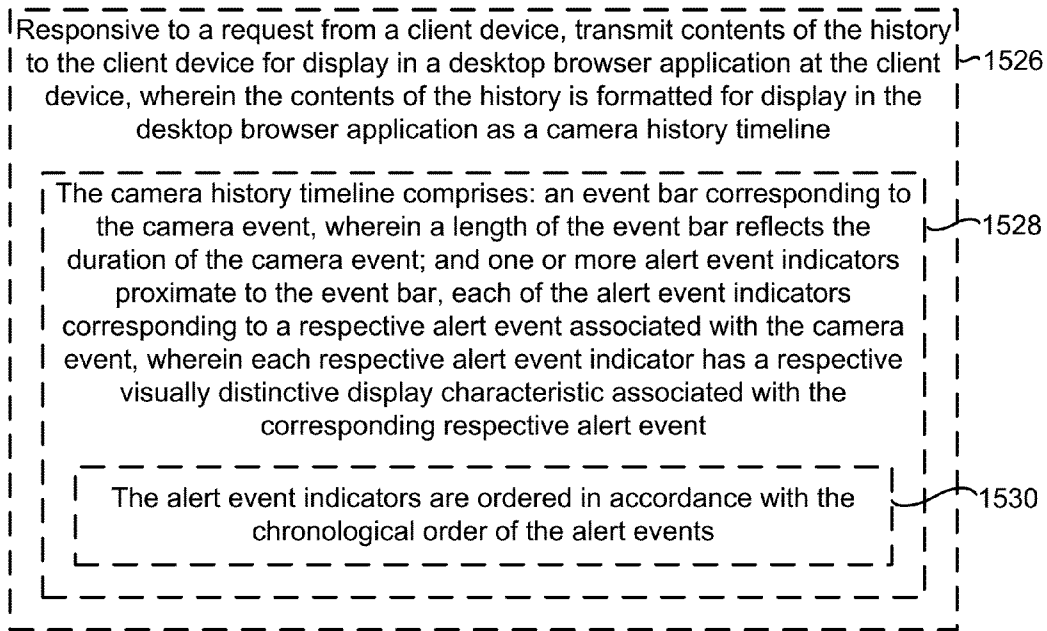 Responsive to a request from a client device, transmit contents of the history
to the client device for display in a desktop browser application at the client
device, wherein the contents of the history is formatted for display in the
desktop browser application as a camera history timeline
1526
The camera history timeline comprises: an event bar corresponding to
the camera event, wherein a length of the event bar reflects the
duration of the camera event; and one or more alert event indicators
proximate to the event bar, each of the alert event indicators
corresponding to a respective alert event associated with the camera
event, wherein each respective alert event indicator has a respective
visually distinctive display characteristic associated with the
corresponding respective alert event
1528
The alert event indicators are ordered in accordance with the
chronological order of the alert events
1530